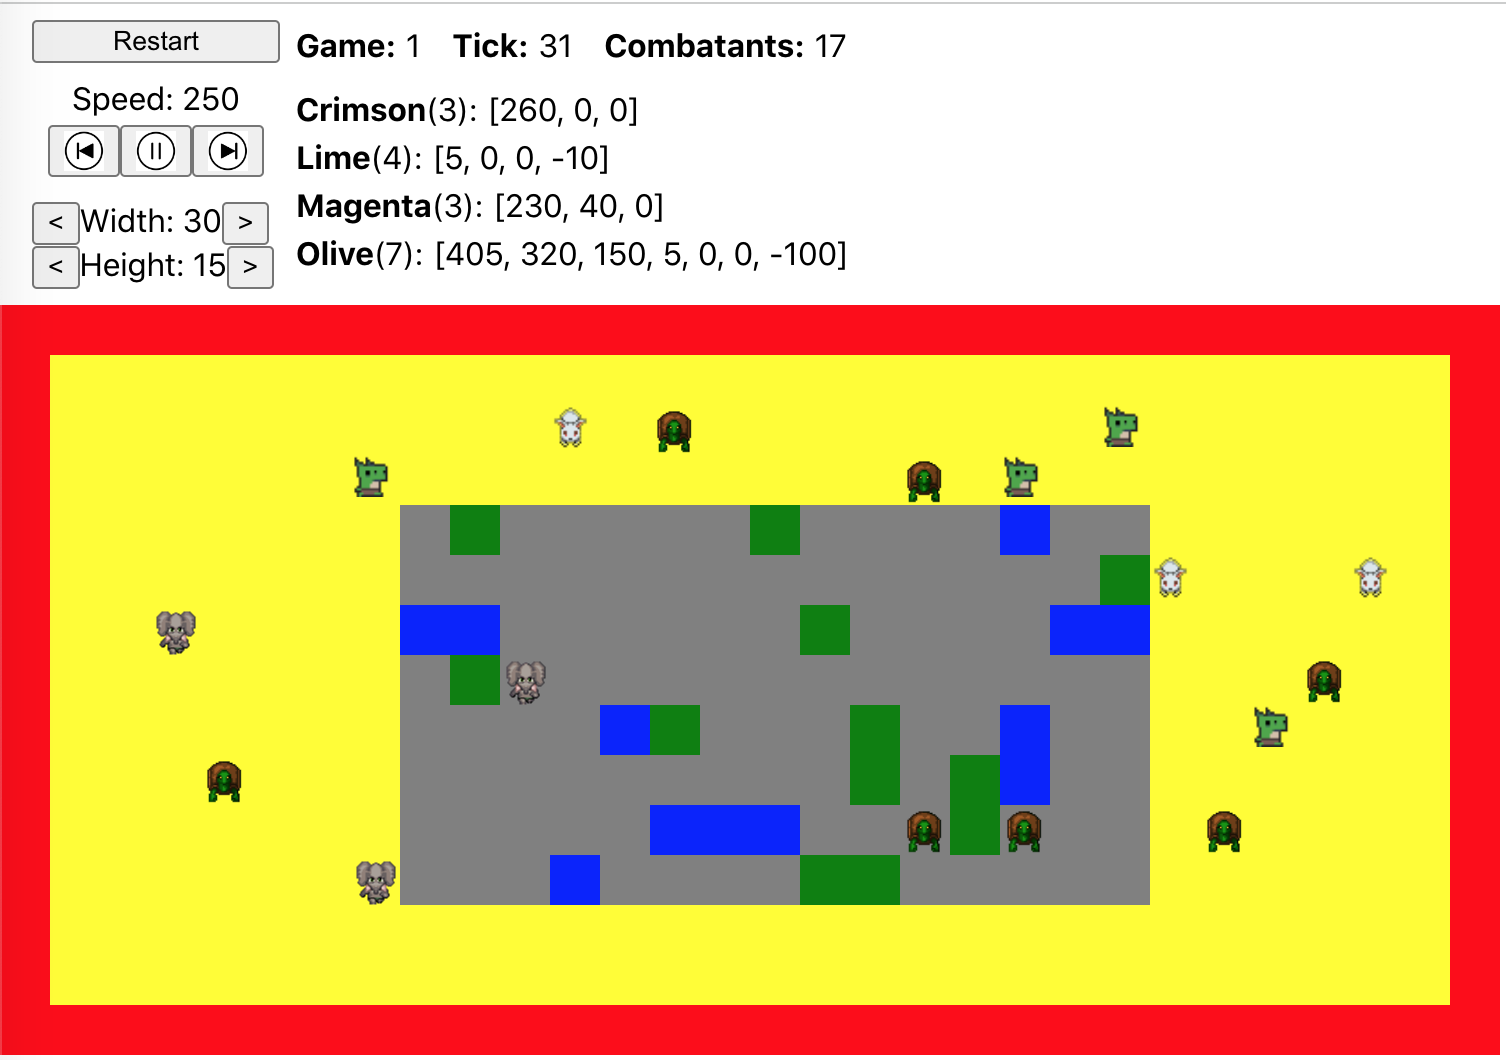 Restart
Game: 1 Tick: 31 Combatants: 17
Speed: 250
Crimson(3): [260, 0, 0]
Lime(4): [5, 0, 0, -10]
Magenta(3): [230, 40, 0]
Olive(7): [405, 320, 150, 5, 0, 0, -100]
< Width: 30 >
< Height: 15 >